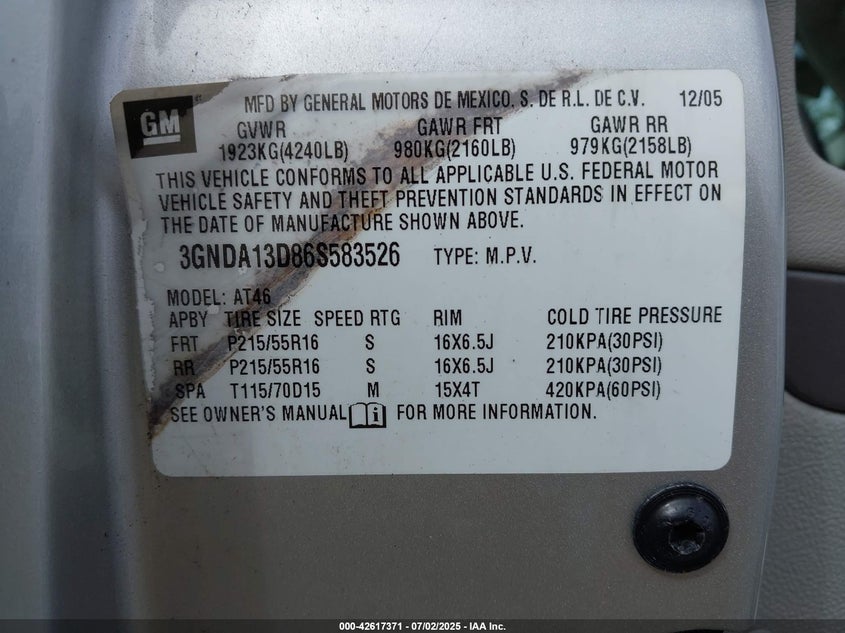 GM
MFD BY GENERAL MOTORS DE MEXICO. S. DE R.L. DE C.V. 12/05
GVWR GAWR FRT GAWR RR
1923KG(4240LB) 980KG(2160LB) 979KG(2158LB)
THIS VEHICLE CONFORMS TO ALL APPLICABLE U.S. FEDERAL MOTOR
VEHICLE SAFETY AND THEFT PREVENTION STANDARDS IN EFFECT ON
THE DATE OF MANUFACTURE SHOWN ABOVE.
3GNDA13D86S583526 TYPE: M.P.V.
MODEL: AT46
APBY TIRE SIZE SPEED RTG RIM COLD TIRE PRESSURE
FRT P215/55R16 S 16X6.5J 210KPA(30PSI)
RR P215/55R16 S 16X6.5J 210KPA(30PSI)
SPA T115/70D15 M 15X4T 420KPA(60PSI)
SEE OWNER'S MANUAL FOR MORE INFORMATION.
000-42617371 | 07/02/2025 - IAA Inc.